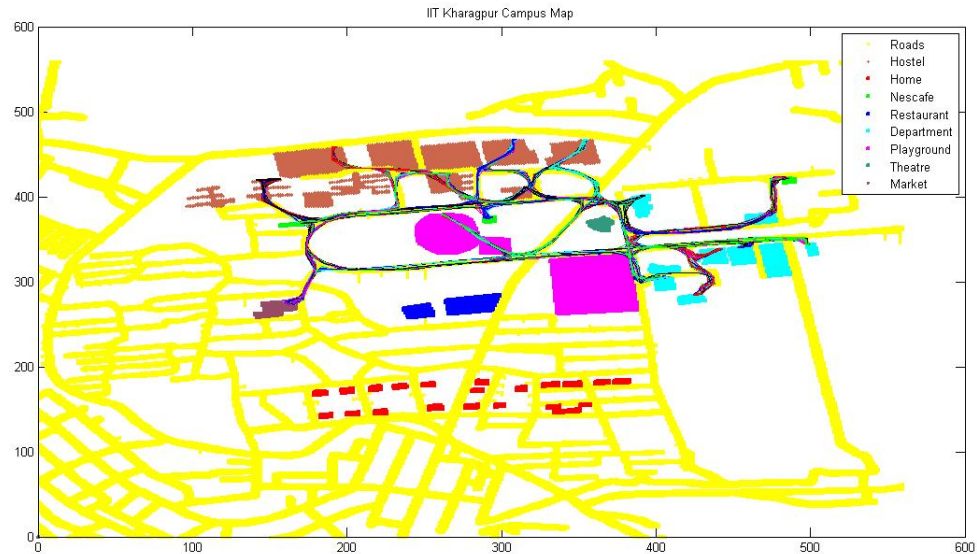 IIT Kharagpur Campus Map
600
500
400
300
200
100
0
0
100
200
300
400
500
600
Roads
Hostel
Home
Nescafe
Restaurant
Department
Playground
Theatre
Market